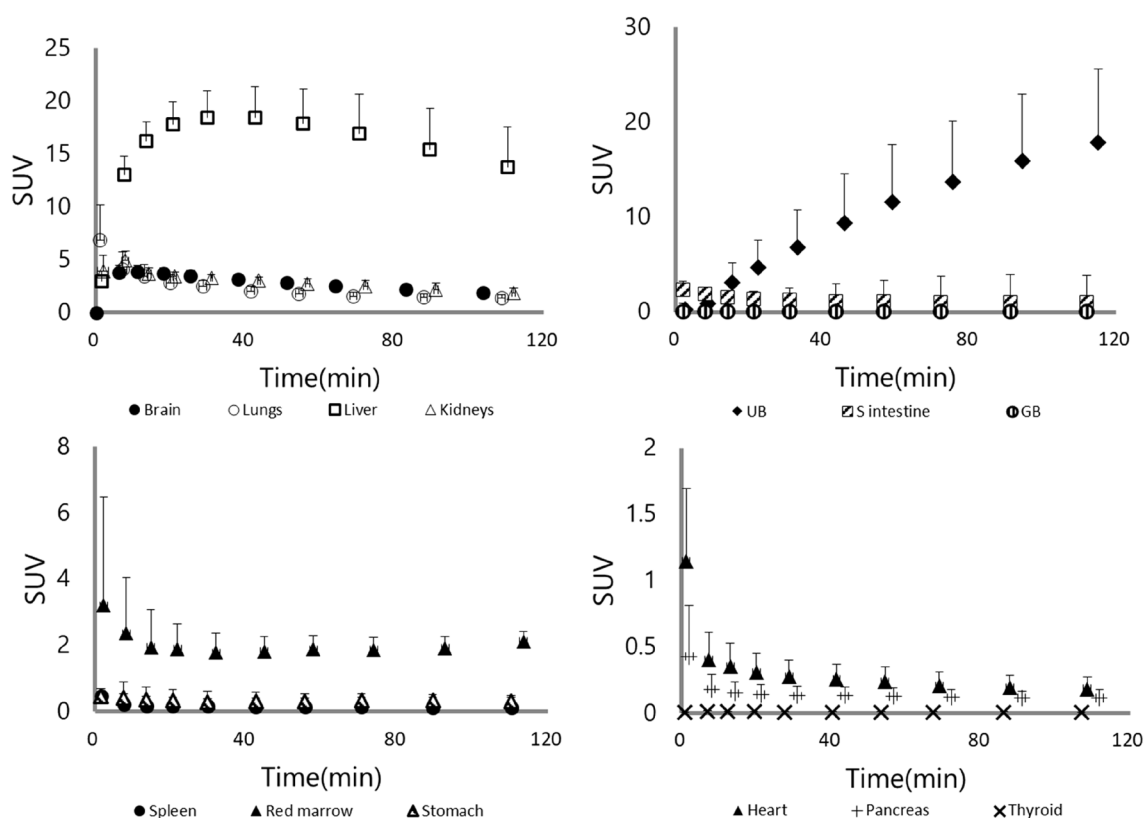 25
20
15
10
5
0
SUV
0 40 80 120
Time(min)
Brain Lungs Liver Kidneys
30
20
10
0
SUV
0 40 80 120
Time(min)
UB S intestine GB
8
6
4
2
0
SUV
0 40 80 120
Time(min)
Spleen Red marrow Stomach
2
1.5
1
0.5
0
SUV
0 40 80 120
Time(min)
Heart Pancreas Thyroid